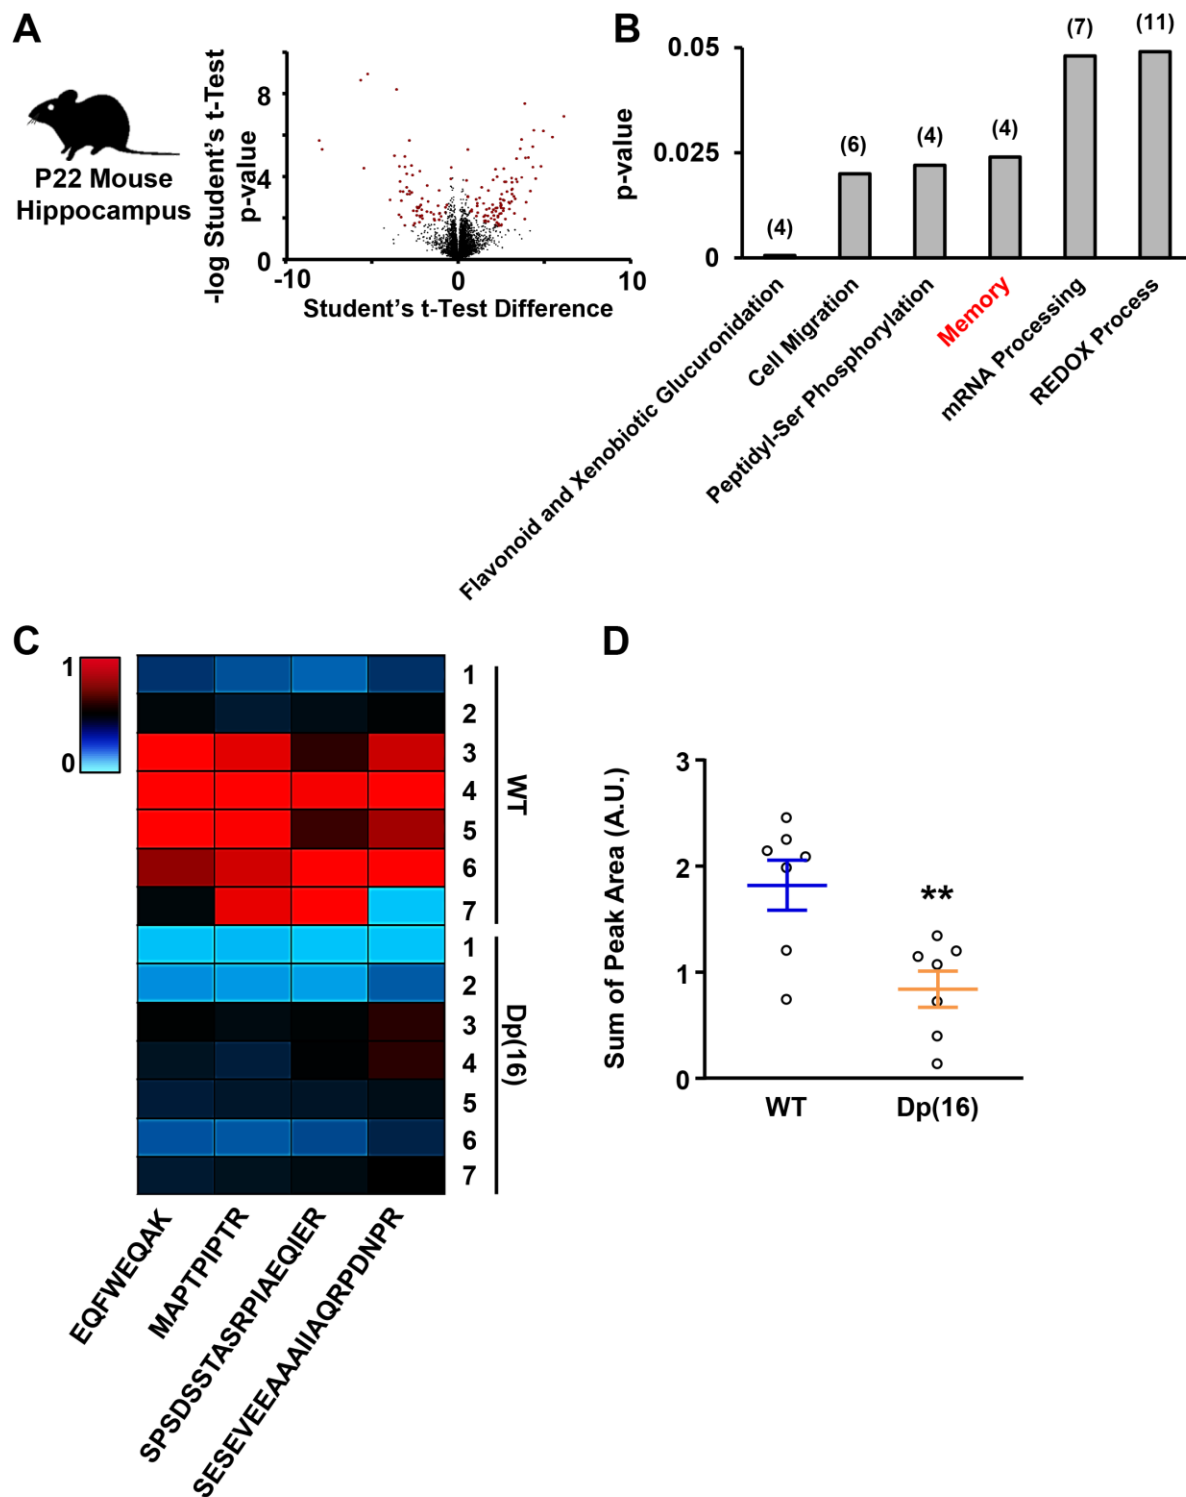 A
P22 Mouse
Hippocampus
-log Student's t-Test
p-value
8
4
0
-10
0
10
Student's t-Test Difference
B
p-value
0.05
0.025
0
(4)
(6)
(4)
(4)
(7)
(11)
Flavonoid and Xenobiotic Glucuronidation
Cell Migration
Peptidyl-Ser Phosphorylation
Memory
mRNA Processing
REDOX Process
C
1
0
1
2
3
4
5
6
7
WT
1
2
3
4
5
6
7
Dp(16)
EQFWEQAK
MAPTPIPTR
SPSDSSTASRPIAEQIER
SESEVEEAAAIIAQRPDNPR
D
Sum of Peak Area (A.U.)
3
2
1
0
**
WT
Dp(16)